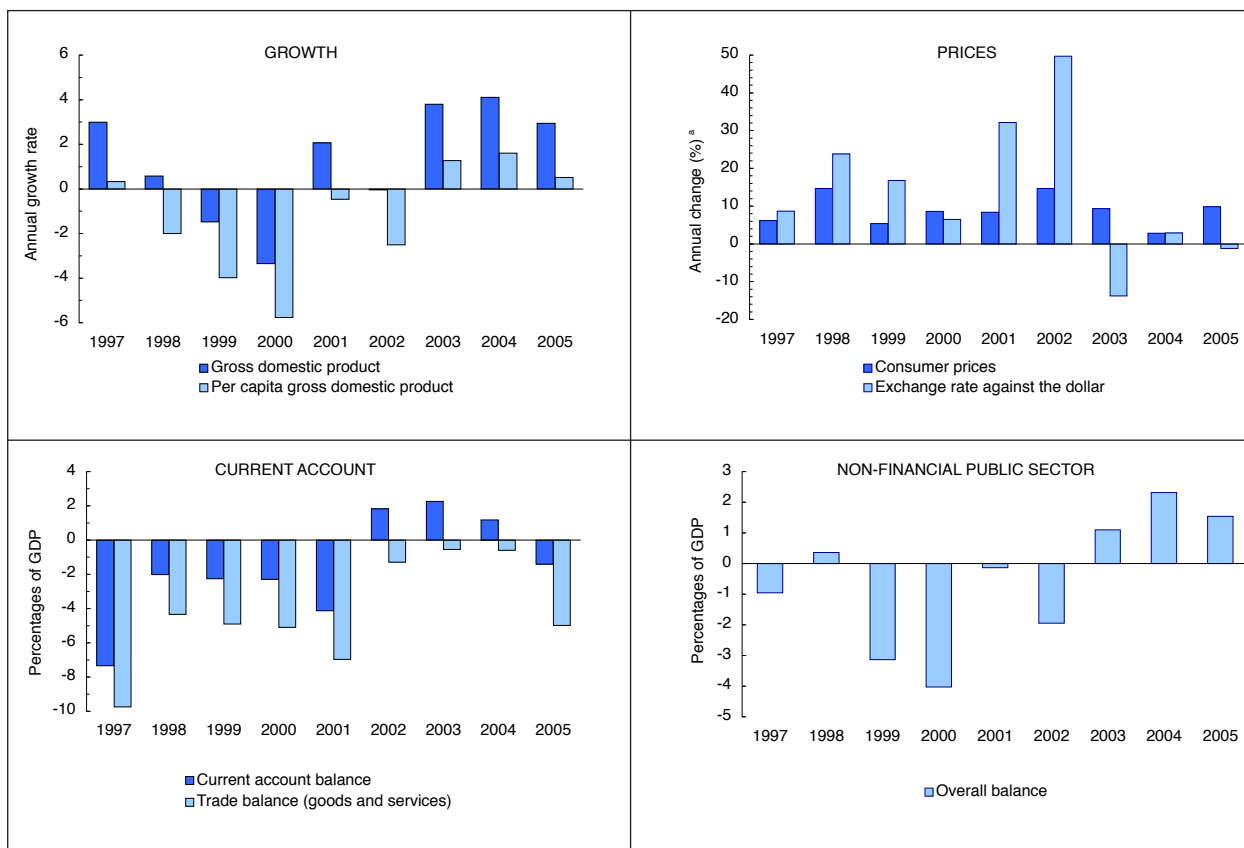 GROWTH
Annual growth rate
6
4
2
0
-2
-4
-6
1997 1998 1999 2000 2001 2002 2003 2004 2005
Gross domestic product
Per capita gross domestic product
PRICES
Annual change (%) a
50
40
30
20
10
0
-10
-20
1997 1998 1999 2000 2001 2002 2003 2004 2005
Consumer prices
Exchange rate against the dollar
CURRENT ACCOUNT
Percentages of GDP
4
2
0
-2
-4
-6
-8
-10
1997 1998 1999 2000 2001 2002 2003 2004 2005
Current account balance
Trade balance (goods and services)
NON-FINANCIAL PUBLIC SECTOR
Percentages of GDP
3
2
1
0
-1
-2
-3
-4
-5
1997 1998 1999 2000 2001 2002 2003 2004 2005
Overall balance